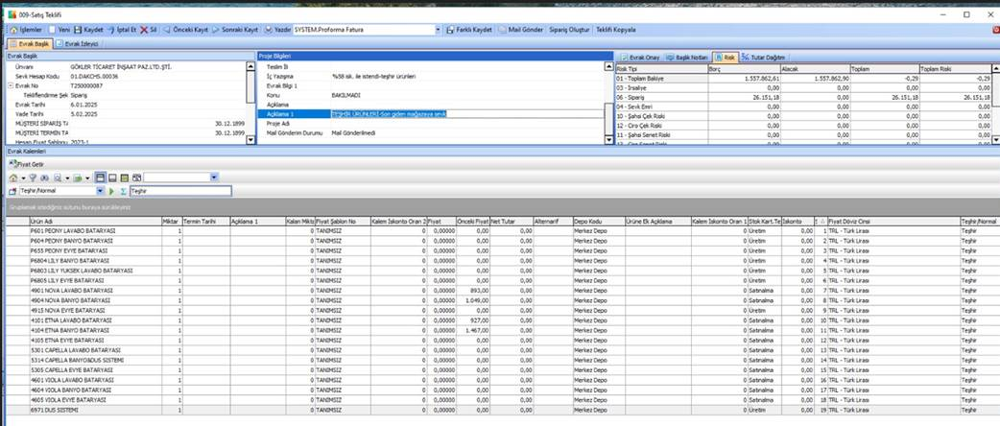 009-Satış Teklifi
İşlemler Yeni Kaydet İptal Et Sil Önceki Kayıt Sonraki Kayıt Yazdır SYSTEM.Proforma Fatura Farklı Kaydet Mail Gönder Sipariş Oluştur Teklifi Kopyala
Evrak Başlık Evrak İzleyici
Evrak Başlık
Ünvanı GÖKLER TİCARET İNŞAAT PAZ.LTD.ŞTİ.
Sevk Hesap Kodu 01.DAKCHS.00036
Evrak No T250000087
Tekliflendirme Şek Sipariş
Evrak Tarihi 6.01.2025
Vade Tarihi 5.02.2025
MÜŞTERİ SİPARİŞ TA 30.12.1899
MÜŞTERİ TERMİN TA 30.12.1899
Hesap Fiyat Şablonu 2023-1
Proje Bilgileri
Teslim İli
İç Yazışma %58 isk. ile istendi-teşhir ürünleri
Evrak Bilgi 1
Konu BAKILMADI
Açıklama
Açıklama 1 TEŞHİR ÜRÜNLERİ-Son giden mağazaya sevk
Proje Adı
Mail Gönderim Durumu Mail Gönderilmedi
Evrak Onay Başlık Notları Risk Tutar Dağıtım
Risk Tipi Borç Alacak Toplam Toplam Riski
01 - Toplam Bakiye 1.557.862,61 1.557.862,90 -0,29 -0,29
03 - İrsaliye 0,00 0,00 0,00 0,00
06 - Sipariş 26.151,18 0,00 26.151,18 26.151,18
04 - Sevk Emri 0,00 0,00 0,00 0,00
10 - Şahsi Çek Riski 0,00 0,00 0,00 0,00
12 - Ciro Çek Riski 0,00 0,00 0,00 0,00
11 - Şahsi Senet Riski 0,00 0,00 0,00 0,00
Evrak Kalemleri
Fiyat Getir
Teşhir/Normal Teşhir
Gruplamak istediğiniz sütunu buraya sürükleyiniz
Ürün Adı Miktar Termin Tarihi Açıklama 1 Kalan Mikta Fiyat Şablon No Kalem İskonto Oran 2 Fiyat Önceki Fiyat Net Tutar Alternatif Depo Kodu Ürüne Ek Açıklama Kalem İskonto Oran 1 Stok Kart.Te İskonto Fiyat Döviz Cinsi Teşhir/Normal
P601 PEONY LAVABO BATARYASI 1 0 TANIMSIZ 0 0,00000 0,00 0,00 Merkez Depo 0 Üretim 0,00 1 TRL - Türk Lirası Teşhir
P604 PEONY BANYO BATARYASI 1 0 TANIMSIZ 0 0,00000 0,00 0,00 Merkez Depo 0 Üretim 0,00 2 TRL - Türk Lirası Teşhir
P655 PEONY EVYE BATARYASI 1 0 TANIMSIZ 0 0,00000 0,00 0,00 Merkez Depo 0 Üretim 0,00 3 TRL - Türk Lirası Teşhir
P6804 LILY BANYO BATARYASI 1 0 TANIMSIZ 0 0,00000 0,00 0,00 Merkez Depo 0 Üretim 0,00 4 TRL - Türk Lirası Teşhir
P6803 LILY YUKSEK LAVABO BATARYASI 1 0 TANIMSIZ 0 0,00000 0,00 0,00 Merkez Depo 0 Üretim 0,00 5 TRL - Türk Lirası Teşhir
P6805 LILY EVYE BATARYASI 1 0 TANIMSIZ 0 0,00000 0,00 0,00 Merkez Depo 0 Üretim 0,00 6 TRL - Türk Lirası Teşhir
4901 NOVA LAVABO BATARYASI 1 0 TANIMSIZ 0 0,00000 893,00 0,00 Merkez Depo 0 Satınalma 0,00 7 TRL - Türk Lirası Teşhir
4904 NOVA BANYO BATARYASI 1 0 TANIMSIZ 0 0,00000 1.049,00 0,00 Merkez Depo 0 Satınalma 0,00 8 TRL - Türk Lirası Teşhir
4915 NOVA EVYE BATARYASI 1 0 TANIMSIZ 0 0,00000 0,00 0,00 Merkez Depo 0 Üretim 0,00 9 TRL - Türk Lirası Teşhir
4101 ETNA LAVABO BATARYASI 1 0 TANIMSIZ 0 0,00000 927,00 0,00 Merkez Depo 0 Satınalma 0,00 10 TRL - Türk Lirası Teşhir
4104 ETNA BANYO BATARYASI 1 0 TANIMSIZ 0 0,00000 1.467,00 0,00 Merkez Depo 0 Satınalma 0,00 11 TRL - Türk Lirası Teşhir
4105 ETNA EVYE BATARYASI 1 0 TANIMSIZ 0 0,00000 0,00 0,00 Merkez Depo 0 Satınalma 0,00 12 TRL - Türk Lirası Teşhir
5301 CAPELLA LAVABO BATARYASI 1 0 TANIMSIZ 0 0,00000 0,00 0,00 Merkez Depo 0 Satınalma 0,00 13 TRL - Türk Lirası Teşhir
5314 CAPELLA BANYO&DUS SISTEMI 1 0 TANIMSIZ 0 0,00000 0,00 0,00 Merkez Depo 0 Satınalma 0,00 14 TRL - Türk Lirası Teşhir
5305 CAPELLA EVYE BATARYASI 1 0 TANIMSIZ 0 0,00000 0,00 0,00 Merkez Depo 0 Satınalma 0,00 15 TRL - Türk Lirası Teşhir
4601 VIOLA LAVABO BATARYASI 1 0 TANIMSIZ 0 0,00000 0,00 0,00 Merkez Depo 0 Satınalma 0,00 16 TRL - Türk Lirası Teşhir
4604 VIOLA BANYO BATARYASI 1 0 TANIMSIZ 0 0,00000 0,00 0,00 Merkez Depo 0 Satınalma 0,00 17 TRL - Türk Lirası Teşhir
4605 VIOLA EVYE BATARYASI 1 0 TANIMSIZ 0 0,00000 0,00 0,00 Merkez Depo 0 Satınalma 0,00 18 TRL - Türk Lirası Teşhir
6971 DUS SISTEMI 1 0 TANIMSIZ 0 0,00000 0,00 0,00 Merkez Depo 0 Üretim 0,00 19 TRL - Türk Lirası Teşhir